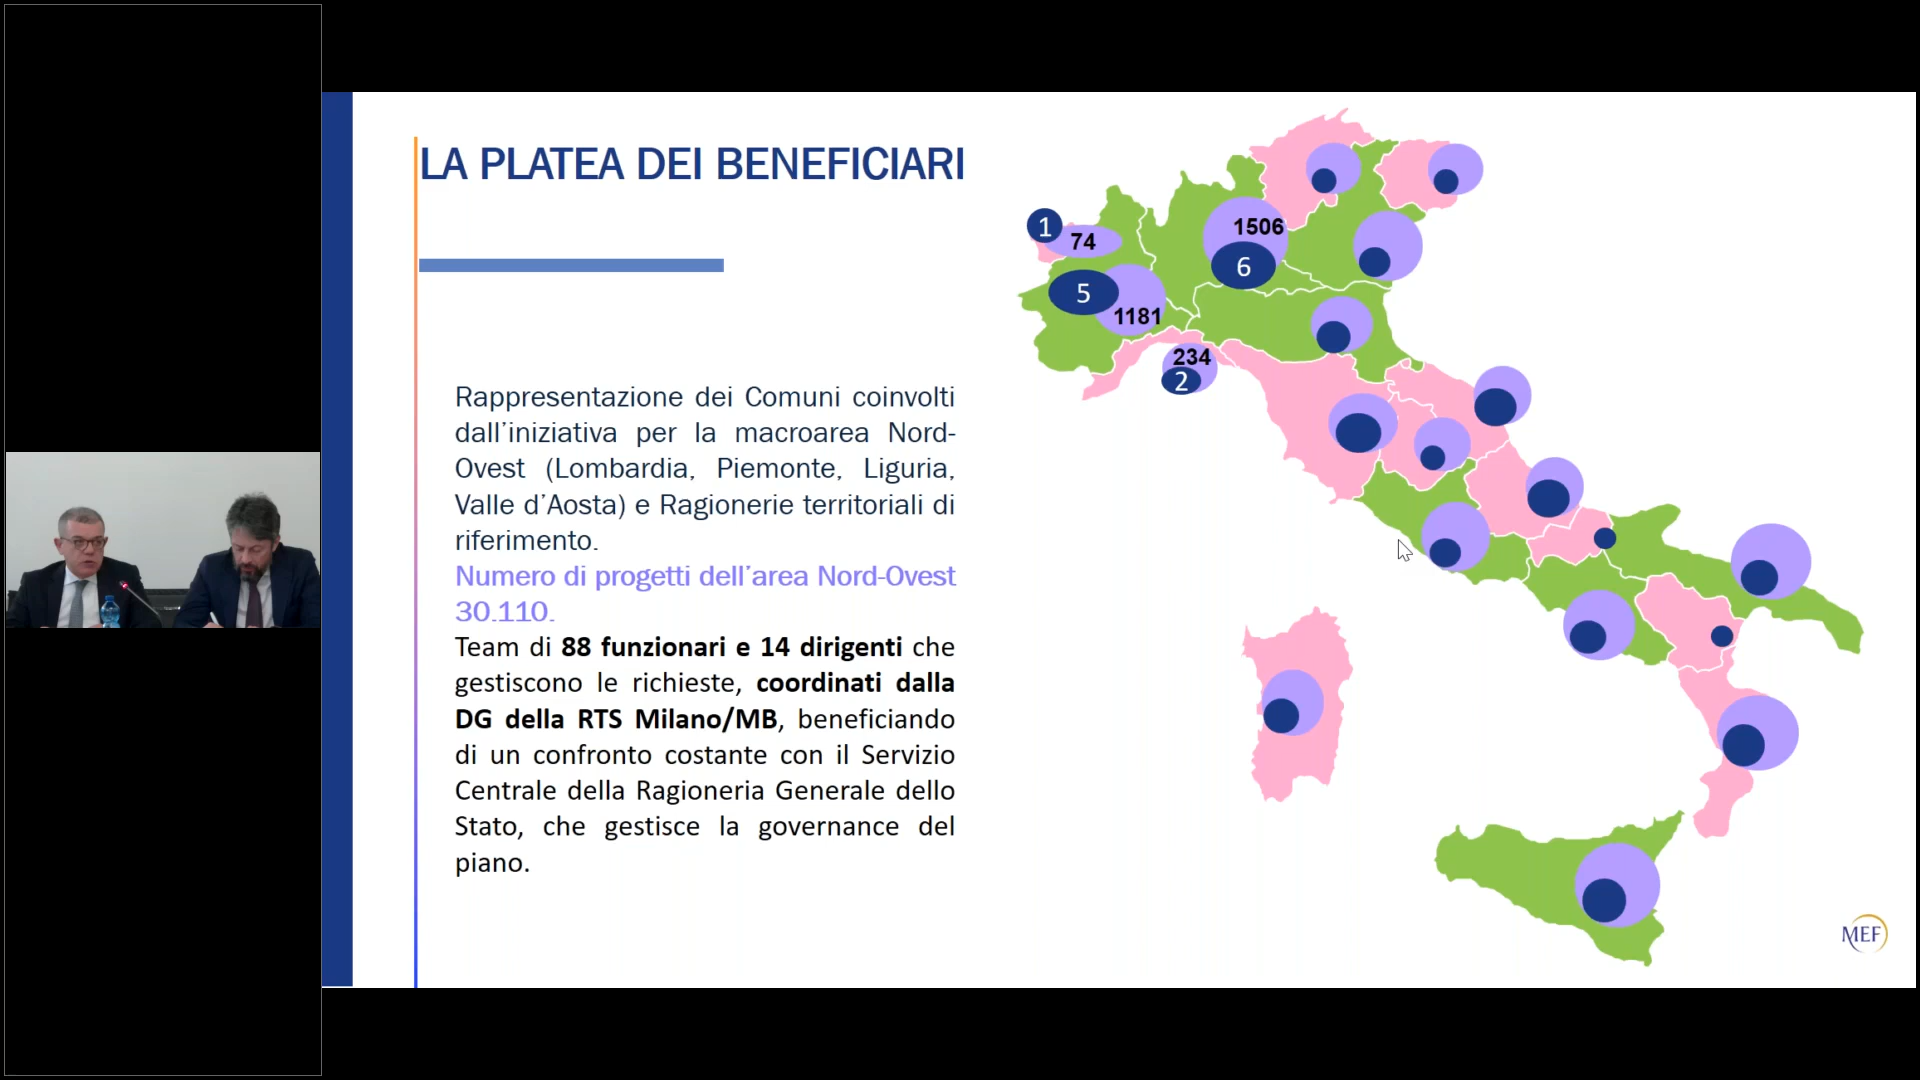 LA PLATEA DEI BENEFICIARI
Rappresentazione dei Comuni coinvolti
dall'iniziativa per la macroarea Nord-
Ovest (Lombardia, Piemonte, Liguria,
Valle d'Aosta) e Ragionerie territoriali di
riferimento.
Numero di progetti dell'area Nord-Ovest
30.110.
Team di 88 funzionari e 14 dirigenti che
gestiscono le richieste, coordinati dalla
DG della RTS Milano/MB, beneficiando
di un confronto costante con il Servizio
Centrale della Ragioneria Generale dello
Stato, che gestisce la governance del
piano.
1
74
1506
6
5
1181
234
2
MEF